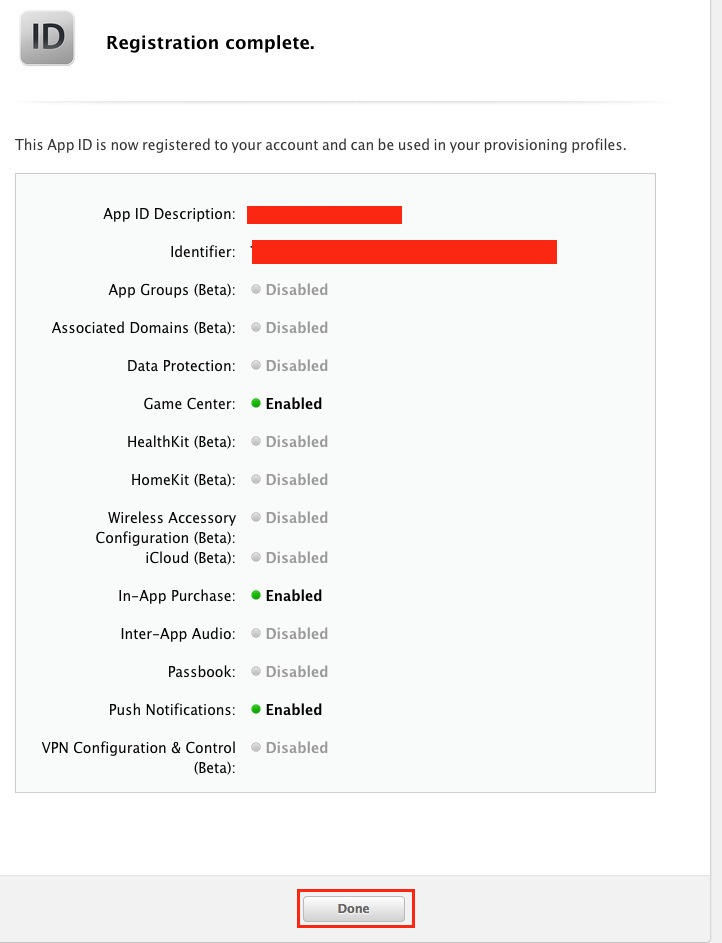 ID
Registration complete.
This App ID is now registered to your account and can be used in your provisioning profiles.
App ID Description:
Identifier:
App Groups (Beta): Disabled
Associated Domains (Beta): Disabled
Data Protection: Disabled
Game Center: Enabled
HealthKit (Beta): Disabled
HomeKit (Beta): Disabled
Wireless Accessory Disabled
Configuration (Beta):
iCloud (Beta): Disabled
In-App Purchase: Enabled
Inter-App Audio: Disabled
Passbook: Disabled
Push Notifications: Enabled
VPN Configuration & Control Disabled
(Beta):
Done